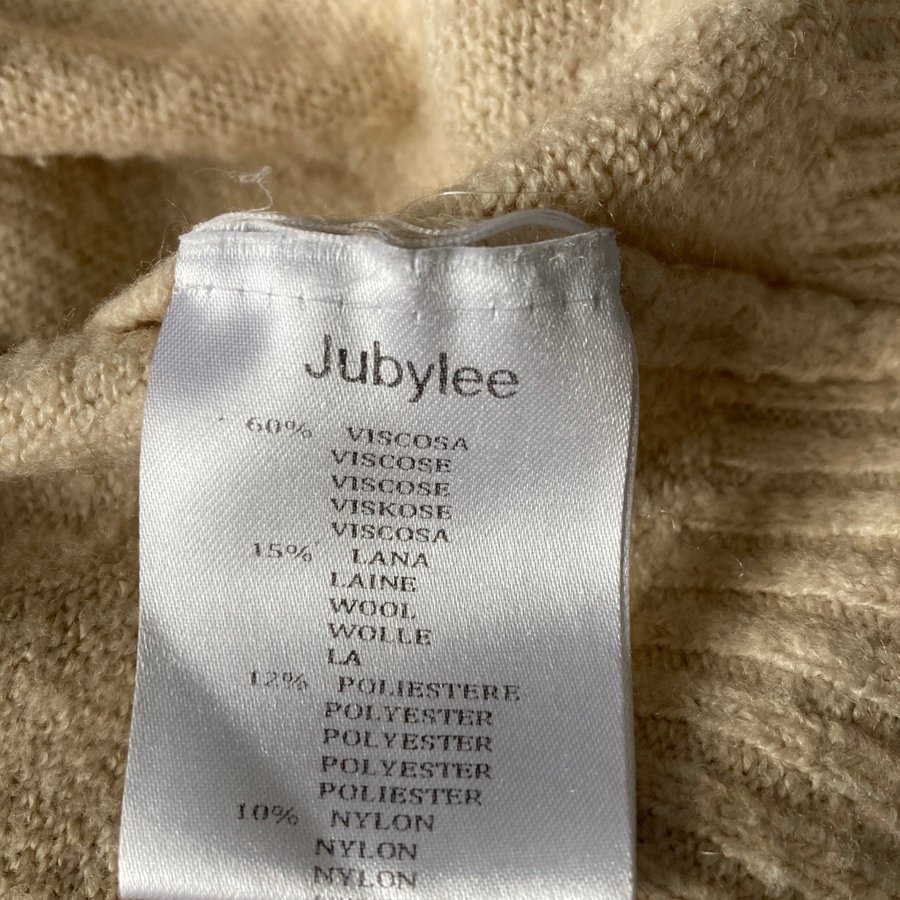 Jubylee
60% VISCOSA
VISCOSE
VISCOSE
VISKOSE
VISCOSA
15% LANA
LAINE
WOOL
WOLLE
LA
12% POLIESTERE
POLYESTER
POLYESTER
POLYESTER
POLIESTER
10% NYLON
NYLON
NYLON